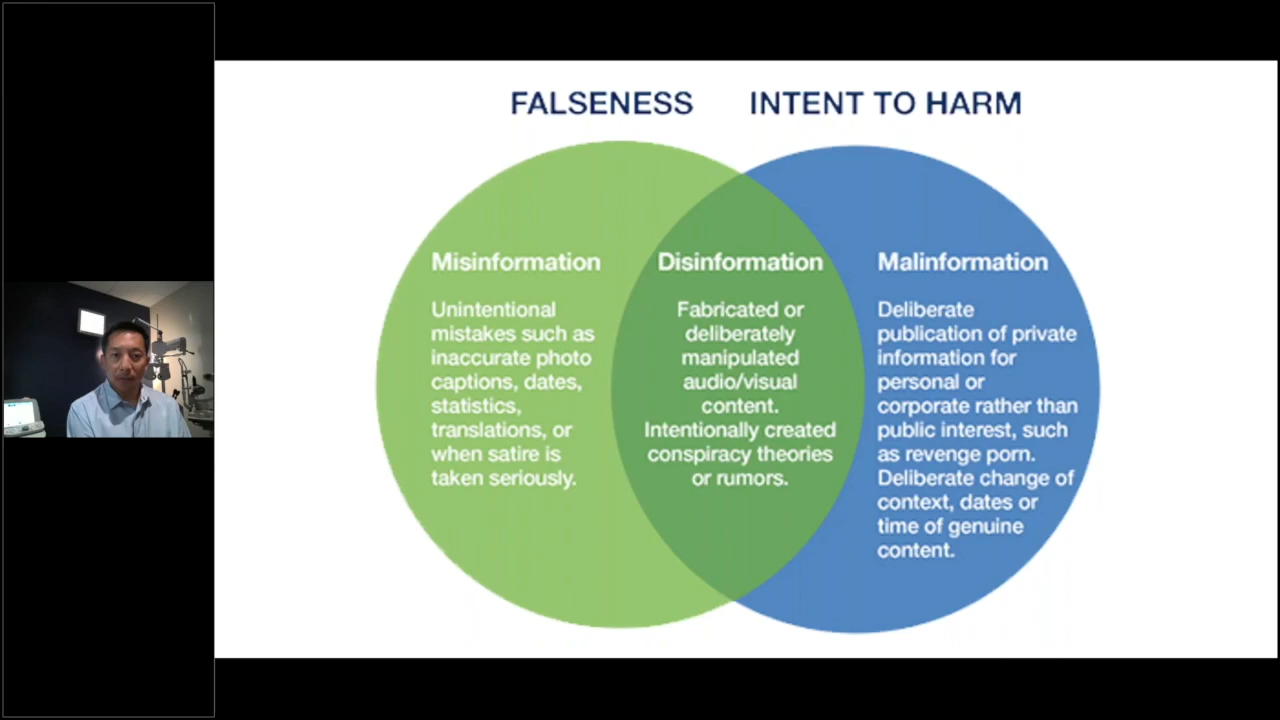 FALSENESS INTENT TO HARM
Misinformation
Unintentional
mistakes such as
inaccurate photo
captions, dates,
statistics,
translations, or
when satire is
taken seriously.
Disinformation
Fabricated or
deliberately
manipulated
audio/visual
content.
Intentionally created
conspiracy theories
or rumors.
Malinformation
Deliberate
publication of private
information for
personal or
corporate rather than
public interest, such
as revenge porn.
Deliberate change of
context, dates or
time of genuine
content.